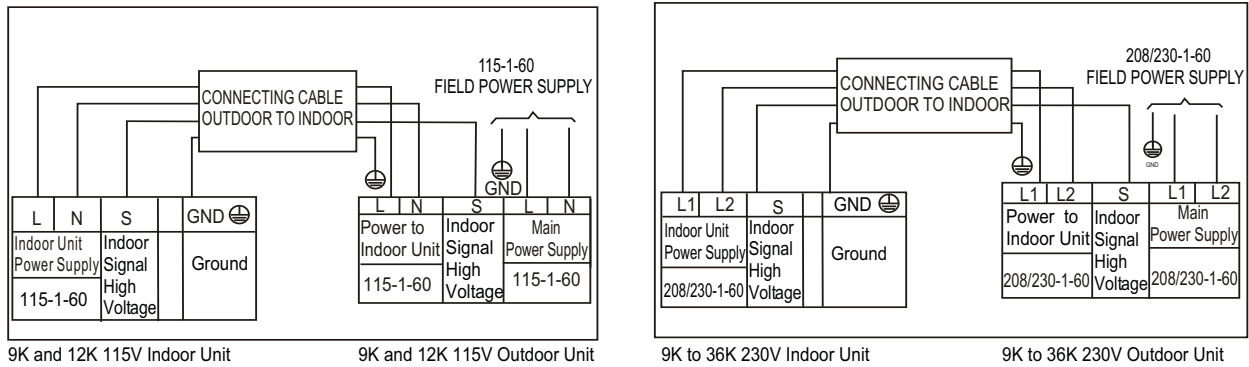 115-1-60
FIELD POWER SUPPLY
CONNECTING CABLE
OUTDOOR TO INDOOR
GND
L N S GND
Indoor Unit
Power Supply
115-1-60
Indoor
Signal
High
Voltage
Ground
L N S L N
Power to
Indoor Unit
115-1-60
Indoor
Signal
High
Voltage
Main
Power Supply
115-1-60
9K and 12K 115V Indoor Unit
9K and 12K 115V Outdoor Unit
208/230-1-60
FIELD POWER SUPPLY
CONNECTING CABLE
OUTDOOR TO INDOOR
GND
L1 L2 S GND
Indoor Unit
Power Supply
208/230-1-60
Indoor
Signal
High
Voltage
Ground
L1 L2 S L1 L2
Power to
Indoor Unit
208/230-1-60
Indoor
Signal
High
Voltage
Main
Power Supply
208/230-1-60
9K to 36K 230V Indoor Unit
9K to 36K 230V Outdoor Unit